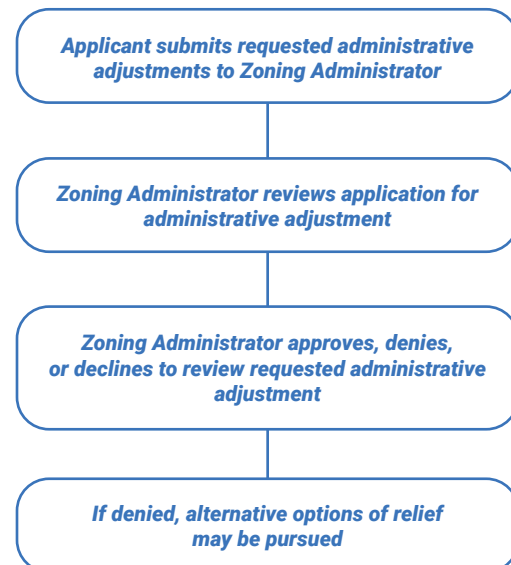 Applicant submits requested administrative
adjustments to Zoning Administrator
Zoning Administrator reviews application for
administrative adjustment
Zoning Administrator approves, denies,
or declines to review requested administrative
adjustment
If denied, alternative options of relief
may be pursued